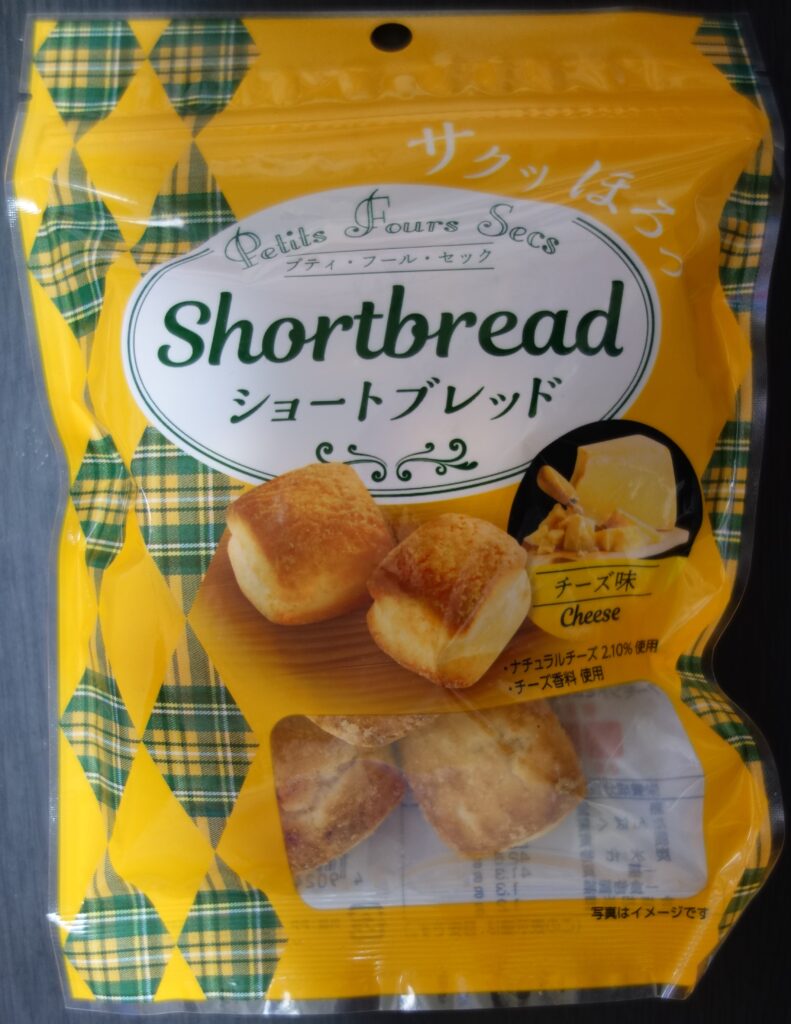 サクッほろっ
Petits Fours Secs
プティ・フール・セック
Shortbread
ショートブレッド
チーズ味
Cheese
・ナチュラルチーズ 2.10% 使用
・チーズ香料 使用
写真はイメージです